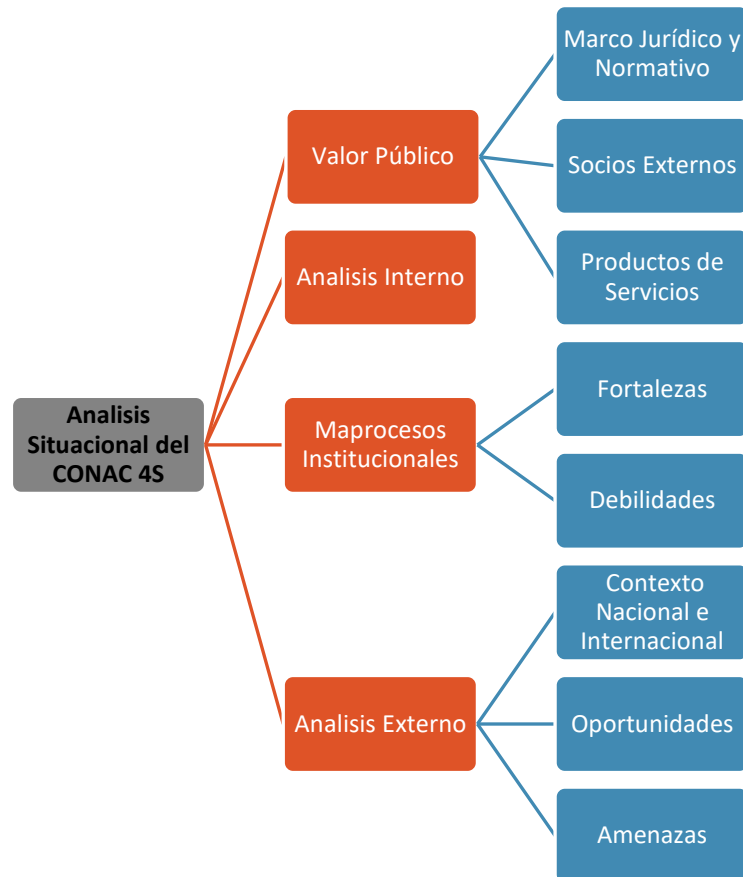 Analisis
Situacional del
CONAC 4S
Valor Público
Marco Jurídico y
Normativo
Socios Externos
Productos de
Servicios
Analisis Interno
Maprocesos
Institucionales
Fortalezas
Debilidades
Analisis Externo
Contexto
Nacional e
Internacional
Oportunidades
Amenazas